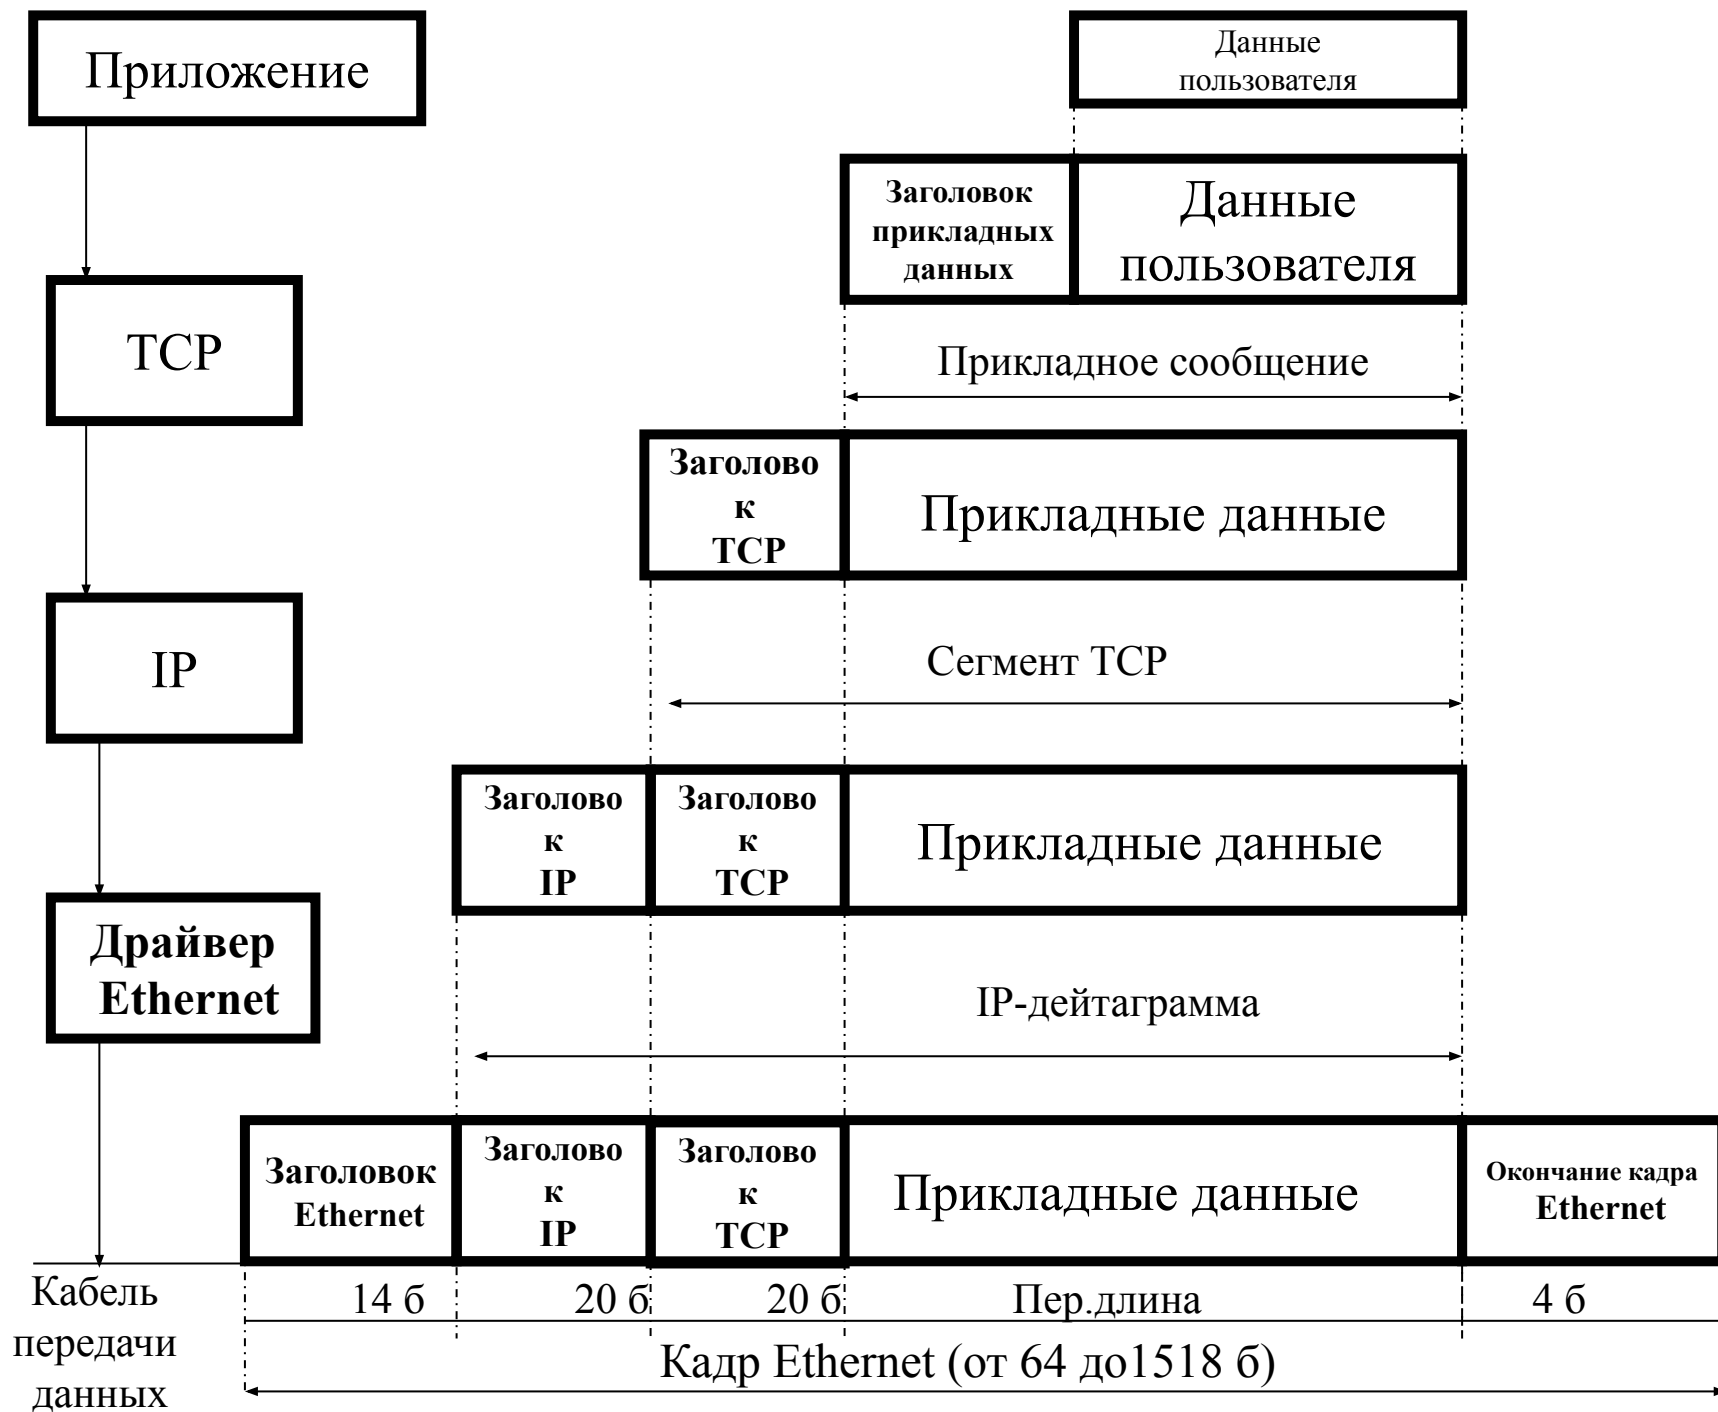 Приложение
Данные
пользователя
Заголовок
прикладных
данных
Данные
пользователя
TCP
Прикладное сообщение
Заголово
к
TCP
Прикладные данные
IP
Сегмент TCP
Заголово
к
IP
Заголово
к
TCP
Прикладные данные
Драйвер
Ethernet
IP-дейтаграмма
Заголовок
Ethernet
Заголово
к
IP
Заголово
к
TCP
Прикладные данные
Окончание кадра
Ethernet
Кабель
передачи
данных
14 б
20 б
20 б
Пер.длина
4 б
Кадр Ethernet (от 64 до1518 б)